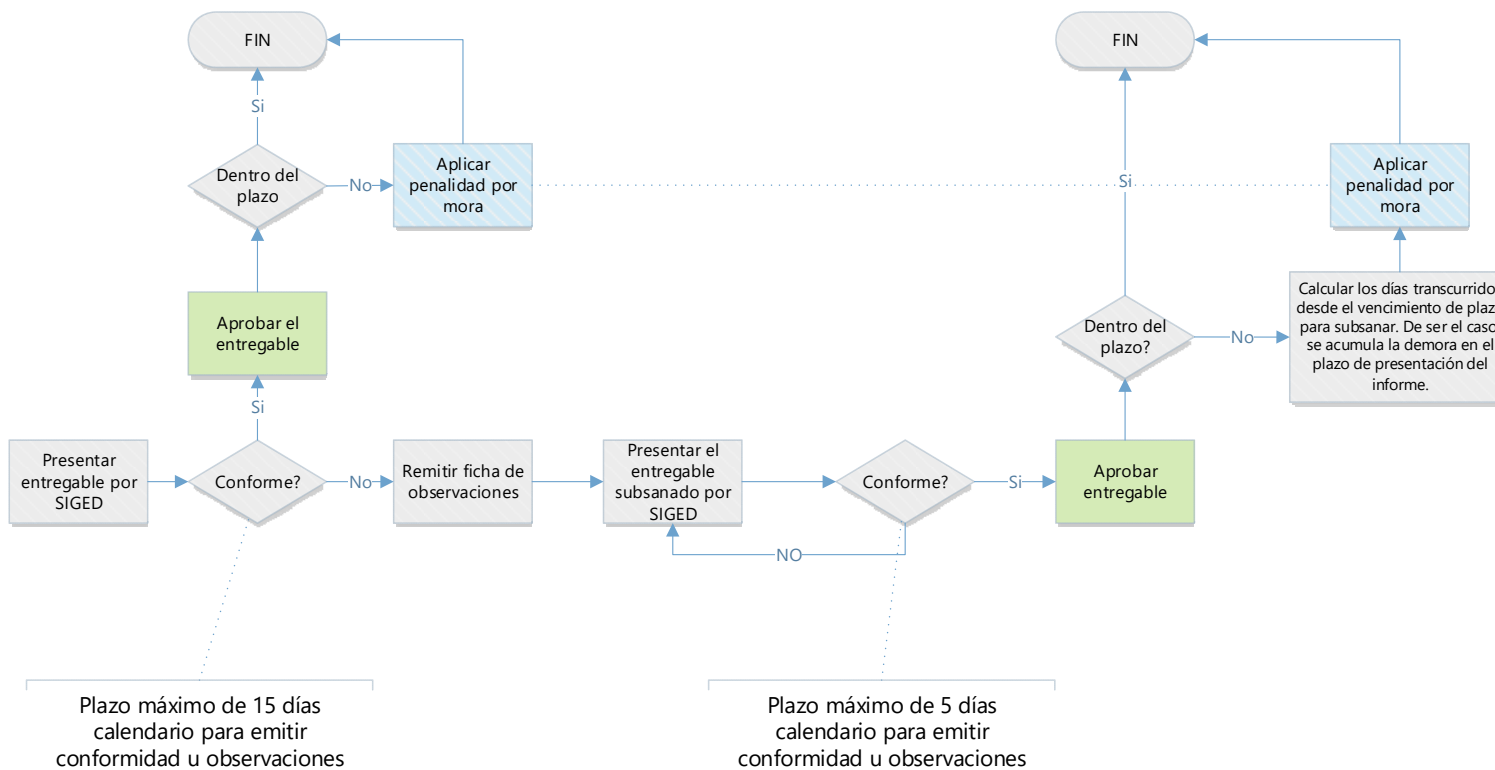 FIN
FIN
Si
Dentro del
plazo
No
Aplicar
penalidad por
mora
Si
Aplicar
penalidad por
mora
Aprobar el
entregable
Dentro del
plazo?
No
Calcular los días transcurrido
desde el vencimiento de plaz
para subsanar. De ser el caso
se acumula la demora en el
plazo de presentación del
informe.
Si
Presentar
entregable por
SIGED
Conforme?
No
Remitir ficha de
observaciones
Presentar el
entregable
subsanado por
SIGED
Conforme?
Si
Aprobar
entregable
NO
Plazo máximo de 15 días
calendario para emitir
conformidad u observaciones
Plazo máximo de 5 días
calendario para emitir
conformidad u observaciones